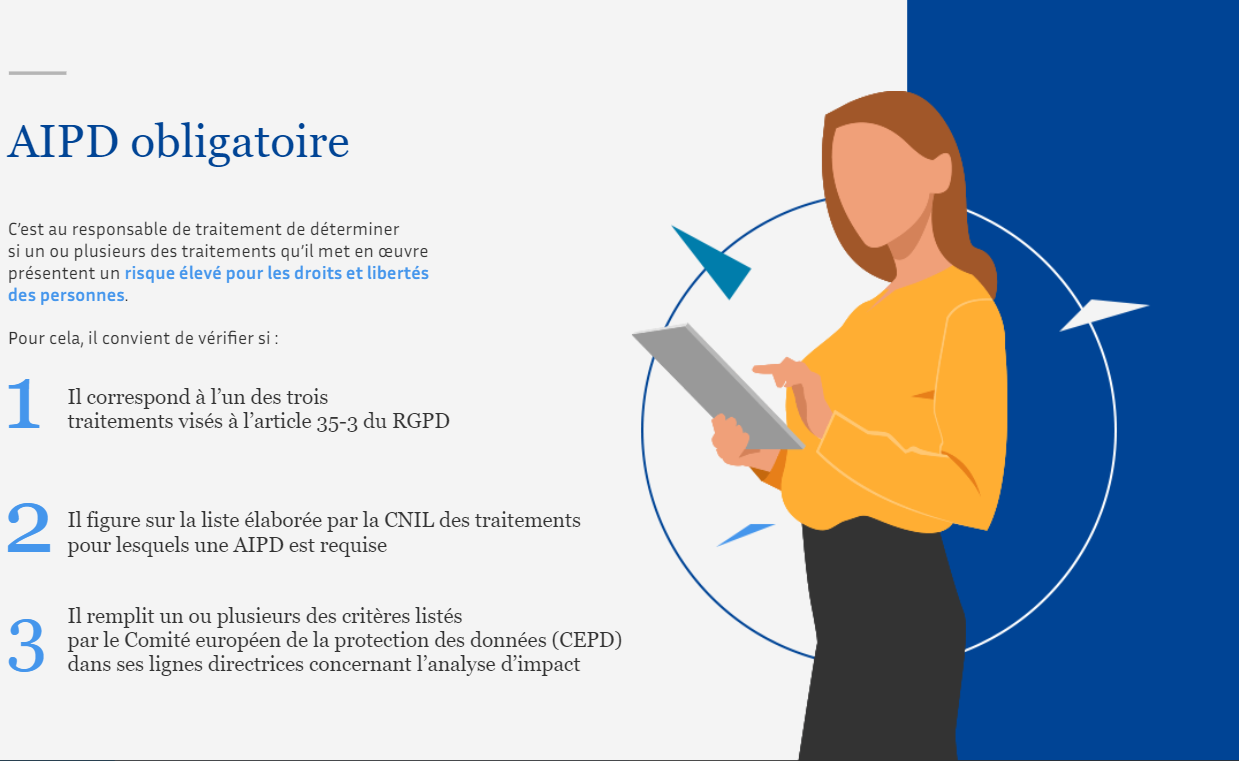 AIPD obligatoire
C’est au responsable de traitement de déterminer
si un ou plusieurs des traitements qu’il met en œuvre
présentent un risque élevé pour les droits et libertés
des personnes.
Pour cela, il convient de vérifier si :
1
Il correspond à l’un des trois
traitements visés à l’article 35-3 du RGPD
2
Il figure sur la liste élaborée par la CNIL des traitements
pour lesquels une AIPD est requise
3
Il remplit un ou plusieurs des critères listés
par le Comité européen de la protection des données (CEPD)
dans ses lignes directrices concernant l’analyse d’impact